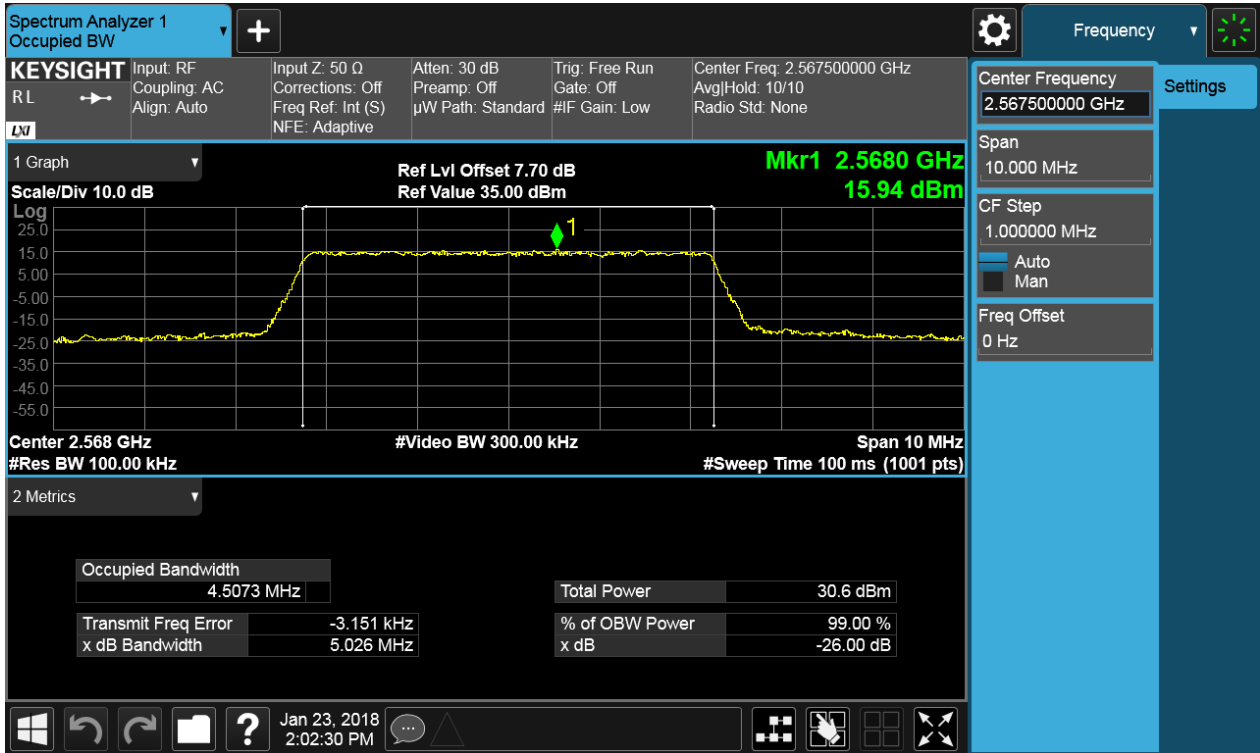 Spectrum Analyzer 1
Occupied BW
+
Frequency
KEYSIGHT
RL
LXI
Input: RF
Coupling: AC
Align: Auto
Input Z: 50 Ω
Corrections: Off
Freq Ref: Int (S)
NFE: Adaptive
Atten: 30 dB
Preamp: Off
µW Path: Standard
Trig: Free Run
Gate: Off
#IF Gain: Low
Center Freq: 2.567500000 GHz
Avg|Hold: 10/10
Radio Std: None
Center Frequency
2.567500000 GHz
Settings
Span
10.000 MHz
CF Step
1.000000 MHz
Auto
Man
Freq Offset
0 Hz
1 Graph
Ref Lvl Offset 7.70 dB
Mkr1 2.5680 GHz
Scale/Div 10.0 dB
Ref Value 35.00 dBm
15.94 dBm
Log
1
25.0
15.0
5.00
-5.00
-15.0
-25.0
-35.0
-45.0
-55.0
Center 2.568 GHz
#Video BW 300.00 kHz
Span 10 MHz
#Res BW 100.00 kHz
#Sweep Time 100 ms (1001 pts)
2 Metrics
Occupied Bandwidth
4.5073 MHz
Total Power 30.6 dBm
Transmit Freq Error -3.151 kHz
% of OBW Power 99.00 %
x dB Bandwidth 5.026 MHz
x dB -26.00 dB
?
Jan 23, 2018
2:02:30 PM